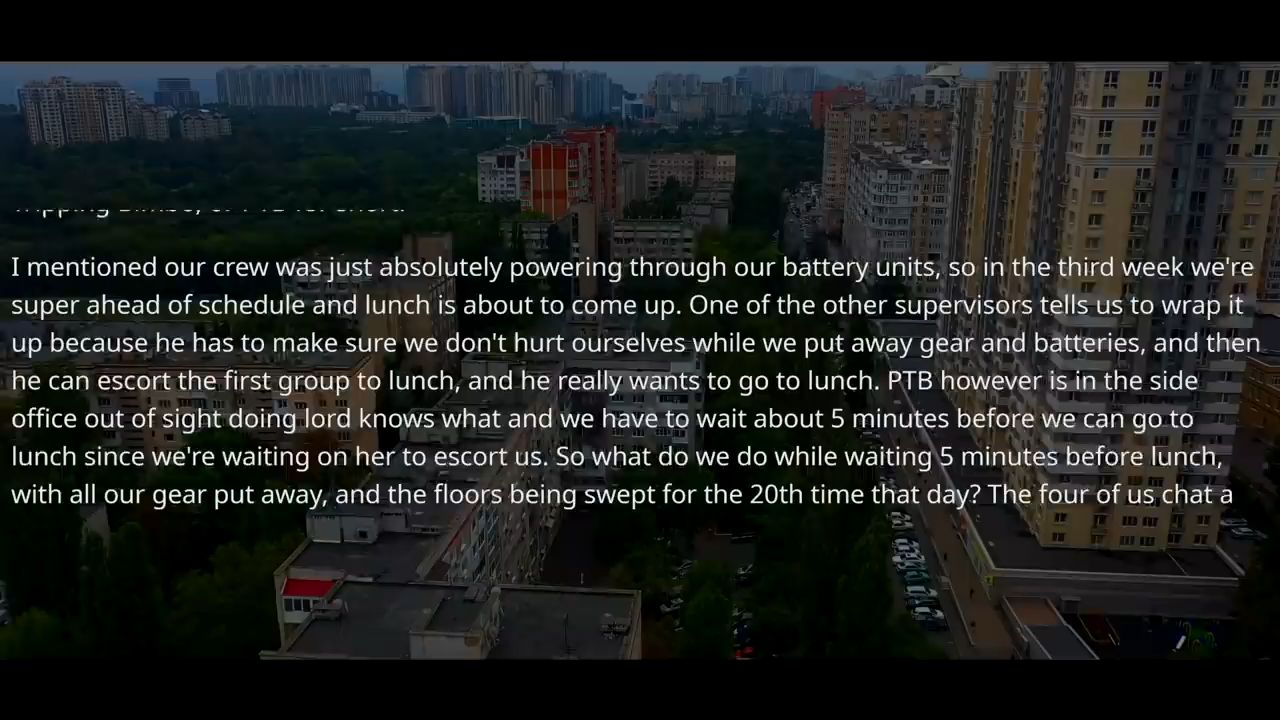 I mentioned our crew was just absolutely powering through our battery units, so in the third week we're
super ahead of schedule and lunch is about to come up. One of the other supervisors tells us to wrap it
up because he has to make sure we don't hurt ourselves while we put away gear and batteries, and then
he can escort the first group to lunch, and he really wants to go to lunch. PTB however is in the side
office out of sight doing lord knows what and we have to wait about 5 minutes before we can go to
lunch since we're waiting on her to escort us. So what do we do while waiting 5 minutes before lunch,
with all our gear put away, and the floors being swept for the 20th time that day? The four of us chat a